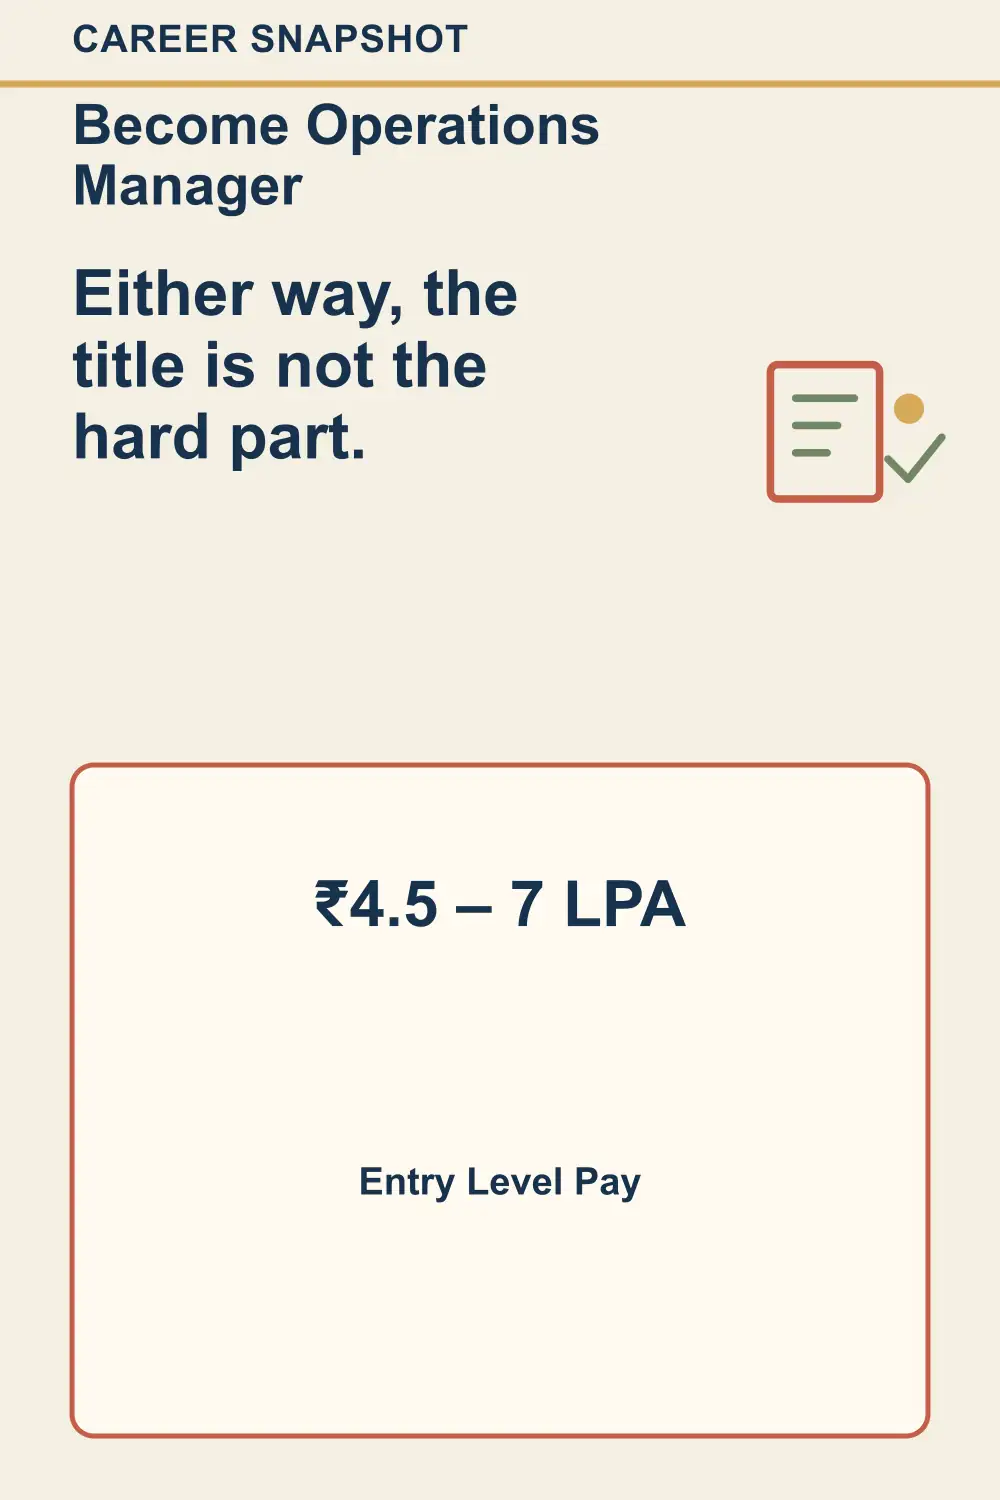 CAREER SNAPSHOT
Become Operations
Manager
Either way, the
title is not the
hard part.
₹4.5 – 7 LPA
Entry Level Pay